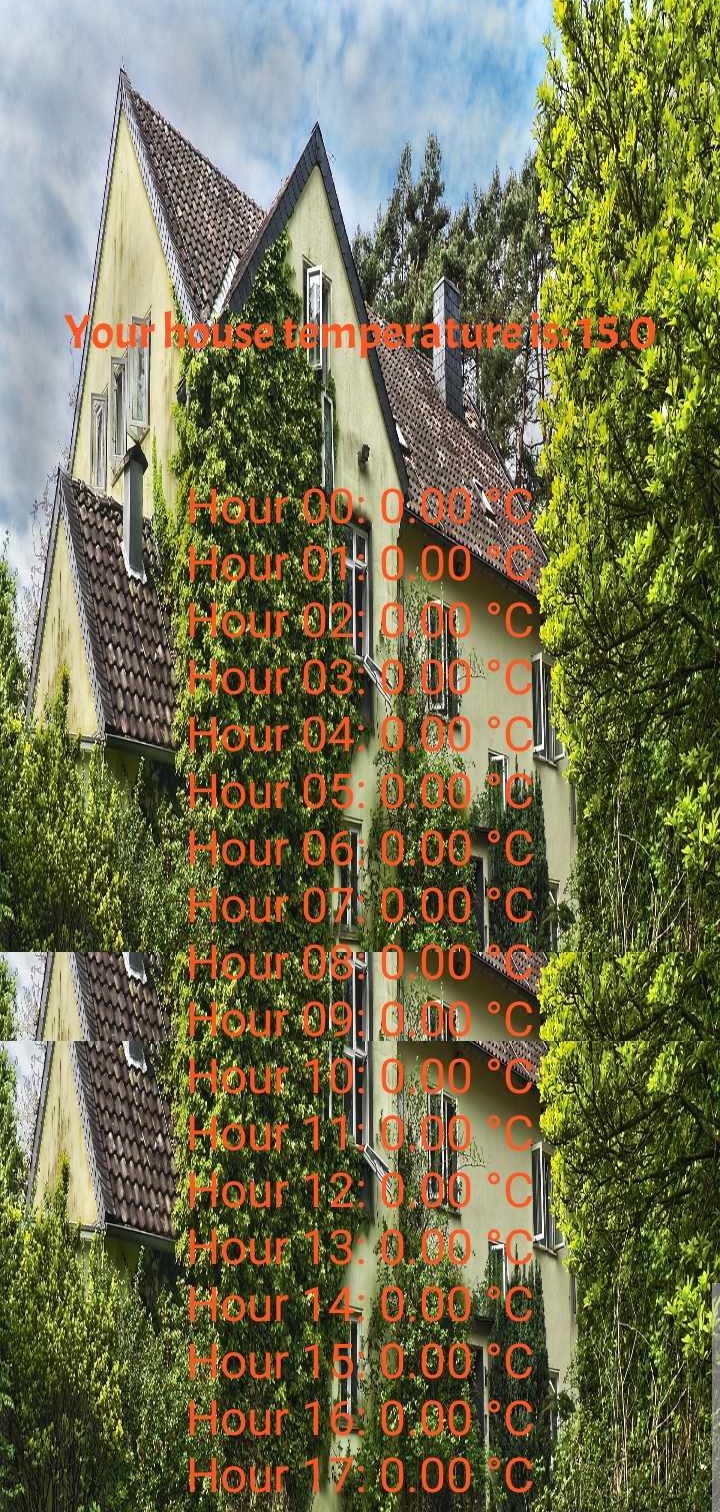 Your house temperature is: 15.0
Hour 00: 0.00 °C
Hour 01: 0.00 °C
Hour 02: 0.00 °C
Hour 03: 0.00 °C
Hour 04: 0.00 °C
Hour 05: 0.00 °C
Hour 06: 0.00 °C
Hour 07: 0.00 °C
Hour 08: 0.00 °C
Hour 09: 0.00 °C
Hour 10: 0.00 °C
Hour 11: 0.00 °C
Hour 12: 0.00 °C
Hour 13: 0.00 °C
Hour 14: 0.00 °C
Hour 15: 0.00 °C
Hour 16: 0.00 °C
Hour 17: 0.00 °C